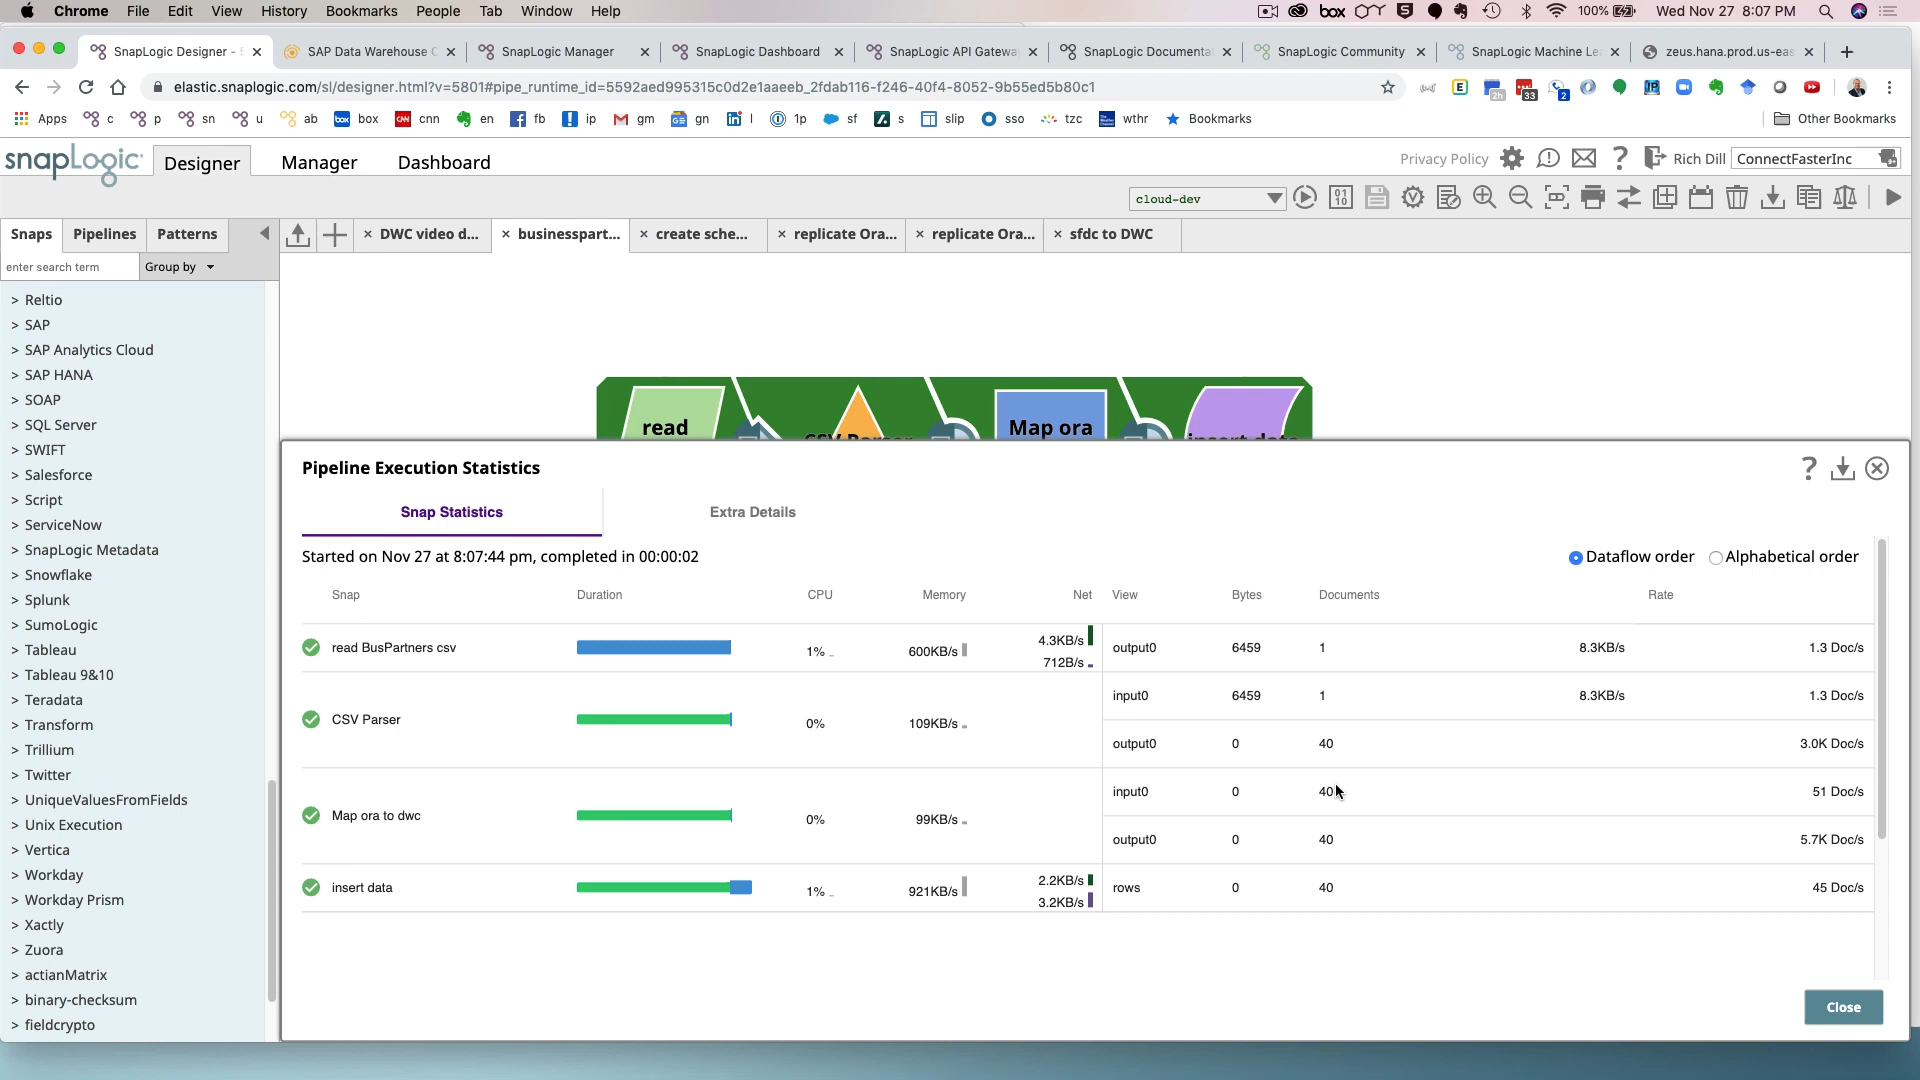 Chrome File Edit View History Bookmarks People Tab Window Help
box 100% Wed Nov 27 8:07 PM
SnapLogic Designer -
SAP Data Warehouse C
SnapLogic Manager
SnapLogic Dashboard
SnapLogic API Gatewa
SnapLogic Documenta
SnapLogic Community
SnapLogic Machine Le
zeus.hana.prod.us-eas
elastic.snaplogic.com/sl/designer.html?v=5801#pipe_runtime_id=5592aed995315c0d2e1aaeeb_2fdab116-f246-40f4-8052-9b55ed5b80c1
2h 33 2
Apps c p sn u ab box cnn en fb ip gm gn l 1p sf s slip sso tzc wthr Bookmarks Other Bookmarks
snapLogic Designer Manager Dashboard
Privacy Policy Rich Dill ConnectFasterInc
cloud-dev
Snaps Pipelines Patterns
DWC video d... businesspart... create sche... replicate Ora... replicate Ora... sfdc to DWC
enter search term Group by
> Reltio
> SAP
> SAP Analytics Cloud
> SAP HANA
> SOAP
> SQL Server
> SWIFT
> Salesforce
> Script
> ServiceNow
> SnapLogic Metadata
> Snowflake
> Splunk
> SumoLogic
> Tableau
> Tableau 9&10
> Teradata
> Transform
> Trillium
> Twitter
> UniqueValuesFromFields
> Unix Execution
> Vertica
> Workday
> Workday Prism
> Xactly
> Zuora
> actianMatrix
> binary-checksum
> fieldcrypto
read
CSV Parser
Map ora
insert data
Pipeline Execution Statistics
Snap Statistics Extra Details
Started on Nov 27 at 8:07:44 pm, completed in 00:00:02
Dataflow order Alphabetical order
Snap Duration CPU Memory Net View Bytes Documents Rate
read BusPartners csv 1% 600KB/s 4.3KB/s 712B/s output0 6459 1 8.3KB/s 1.3 Doc/s
CSV Parser 0% 109KB/s input0 6459 1 8.3KB/s 1.3 Doc/s
output0 0 40 3.0K Doc/s
Map ora to dwc 0% 99KB/s input0 0 40 51 Doc/s
output0 0 40 5.7K Doc/s
insert data 1% 921KB/s 2.2KB/s 3.2KB/s rows 0 40 45 Doc/s
Close